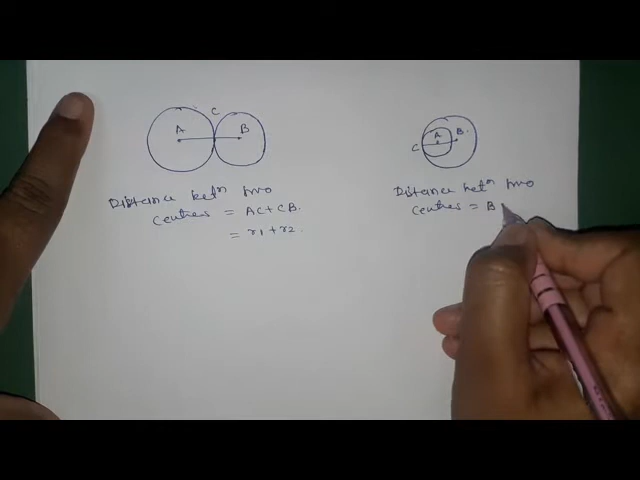 C
A
B
Distance betn two
centres = AC + CB.
= r1 + r2.
A
B.
C
Distance betn two
centres = B